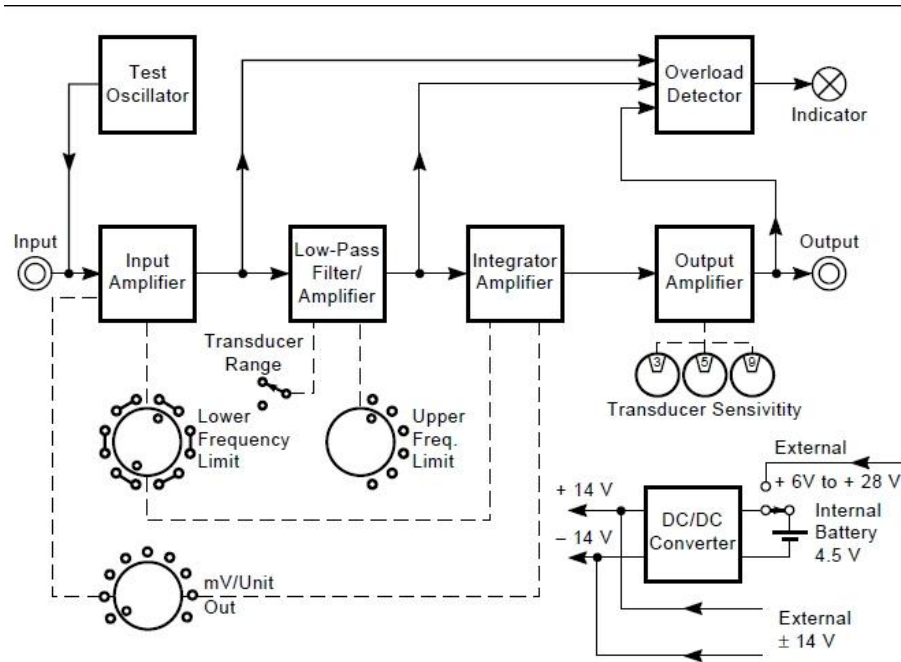 Test
Oscillator
Overload
Detector
Indicator
Input
Input
Amplifier
Low-Pass
Filter/
Amplifier
Integrator
Amplifier
Output
Amplifier
Output
Transducer
Range
3 5 9
Transducer Sensivitity
Lower
Frequency
Limit
Upper
Freq.
Limit
External
+ 6V to + 28 V
+ 14 V
– 14 V
DC/DC
Converter
Internal
Battery
4.5 V
mV/Unit
Out
External
± 14 V